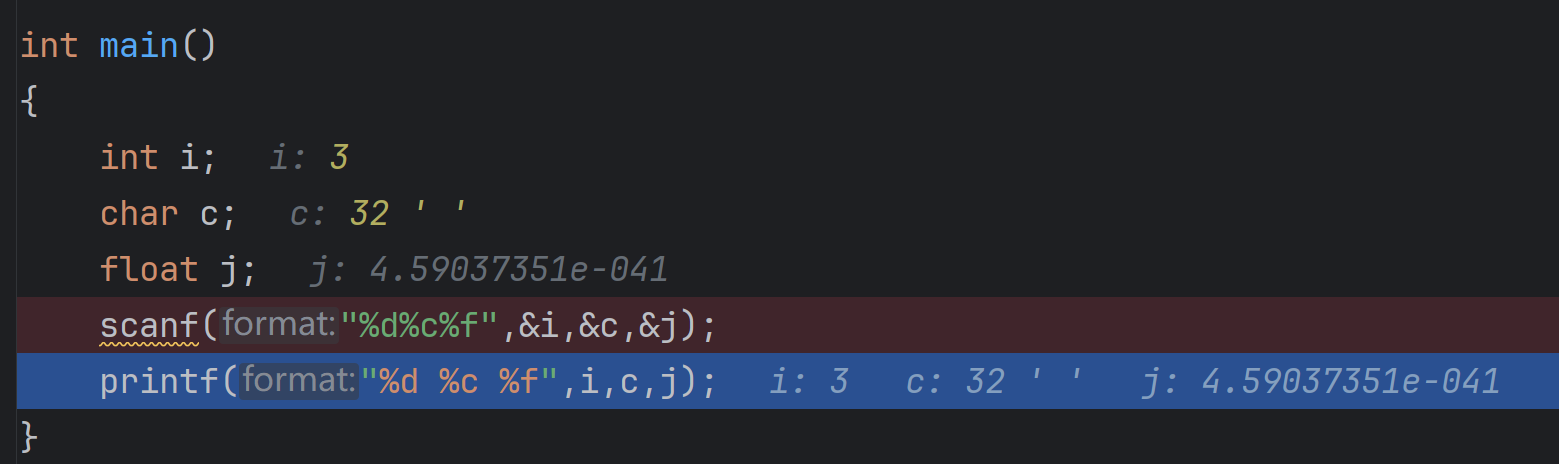 int main()
{
    int i;   i: 3
    char c;   c: 32 ' '
    float j;   j: 4.59037351e-041
    scanf(format:"%d%c%f",&i,&c,&j);
    printf(format:"%d %c %f",i,c,j);   i: 3   c: 32 ' '   j: 4.59037351e-041
}